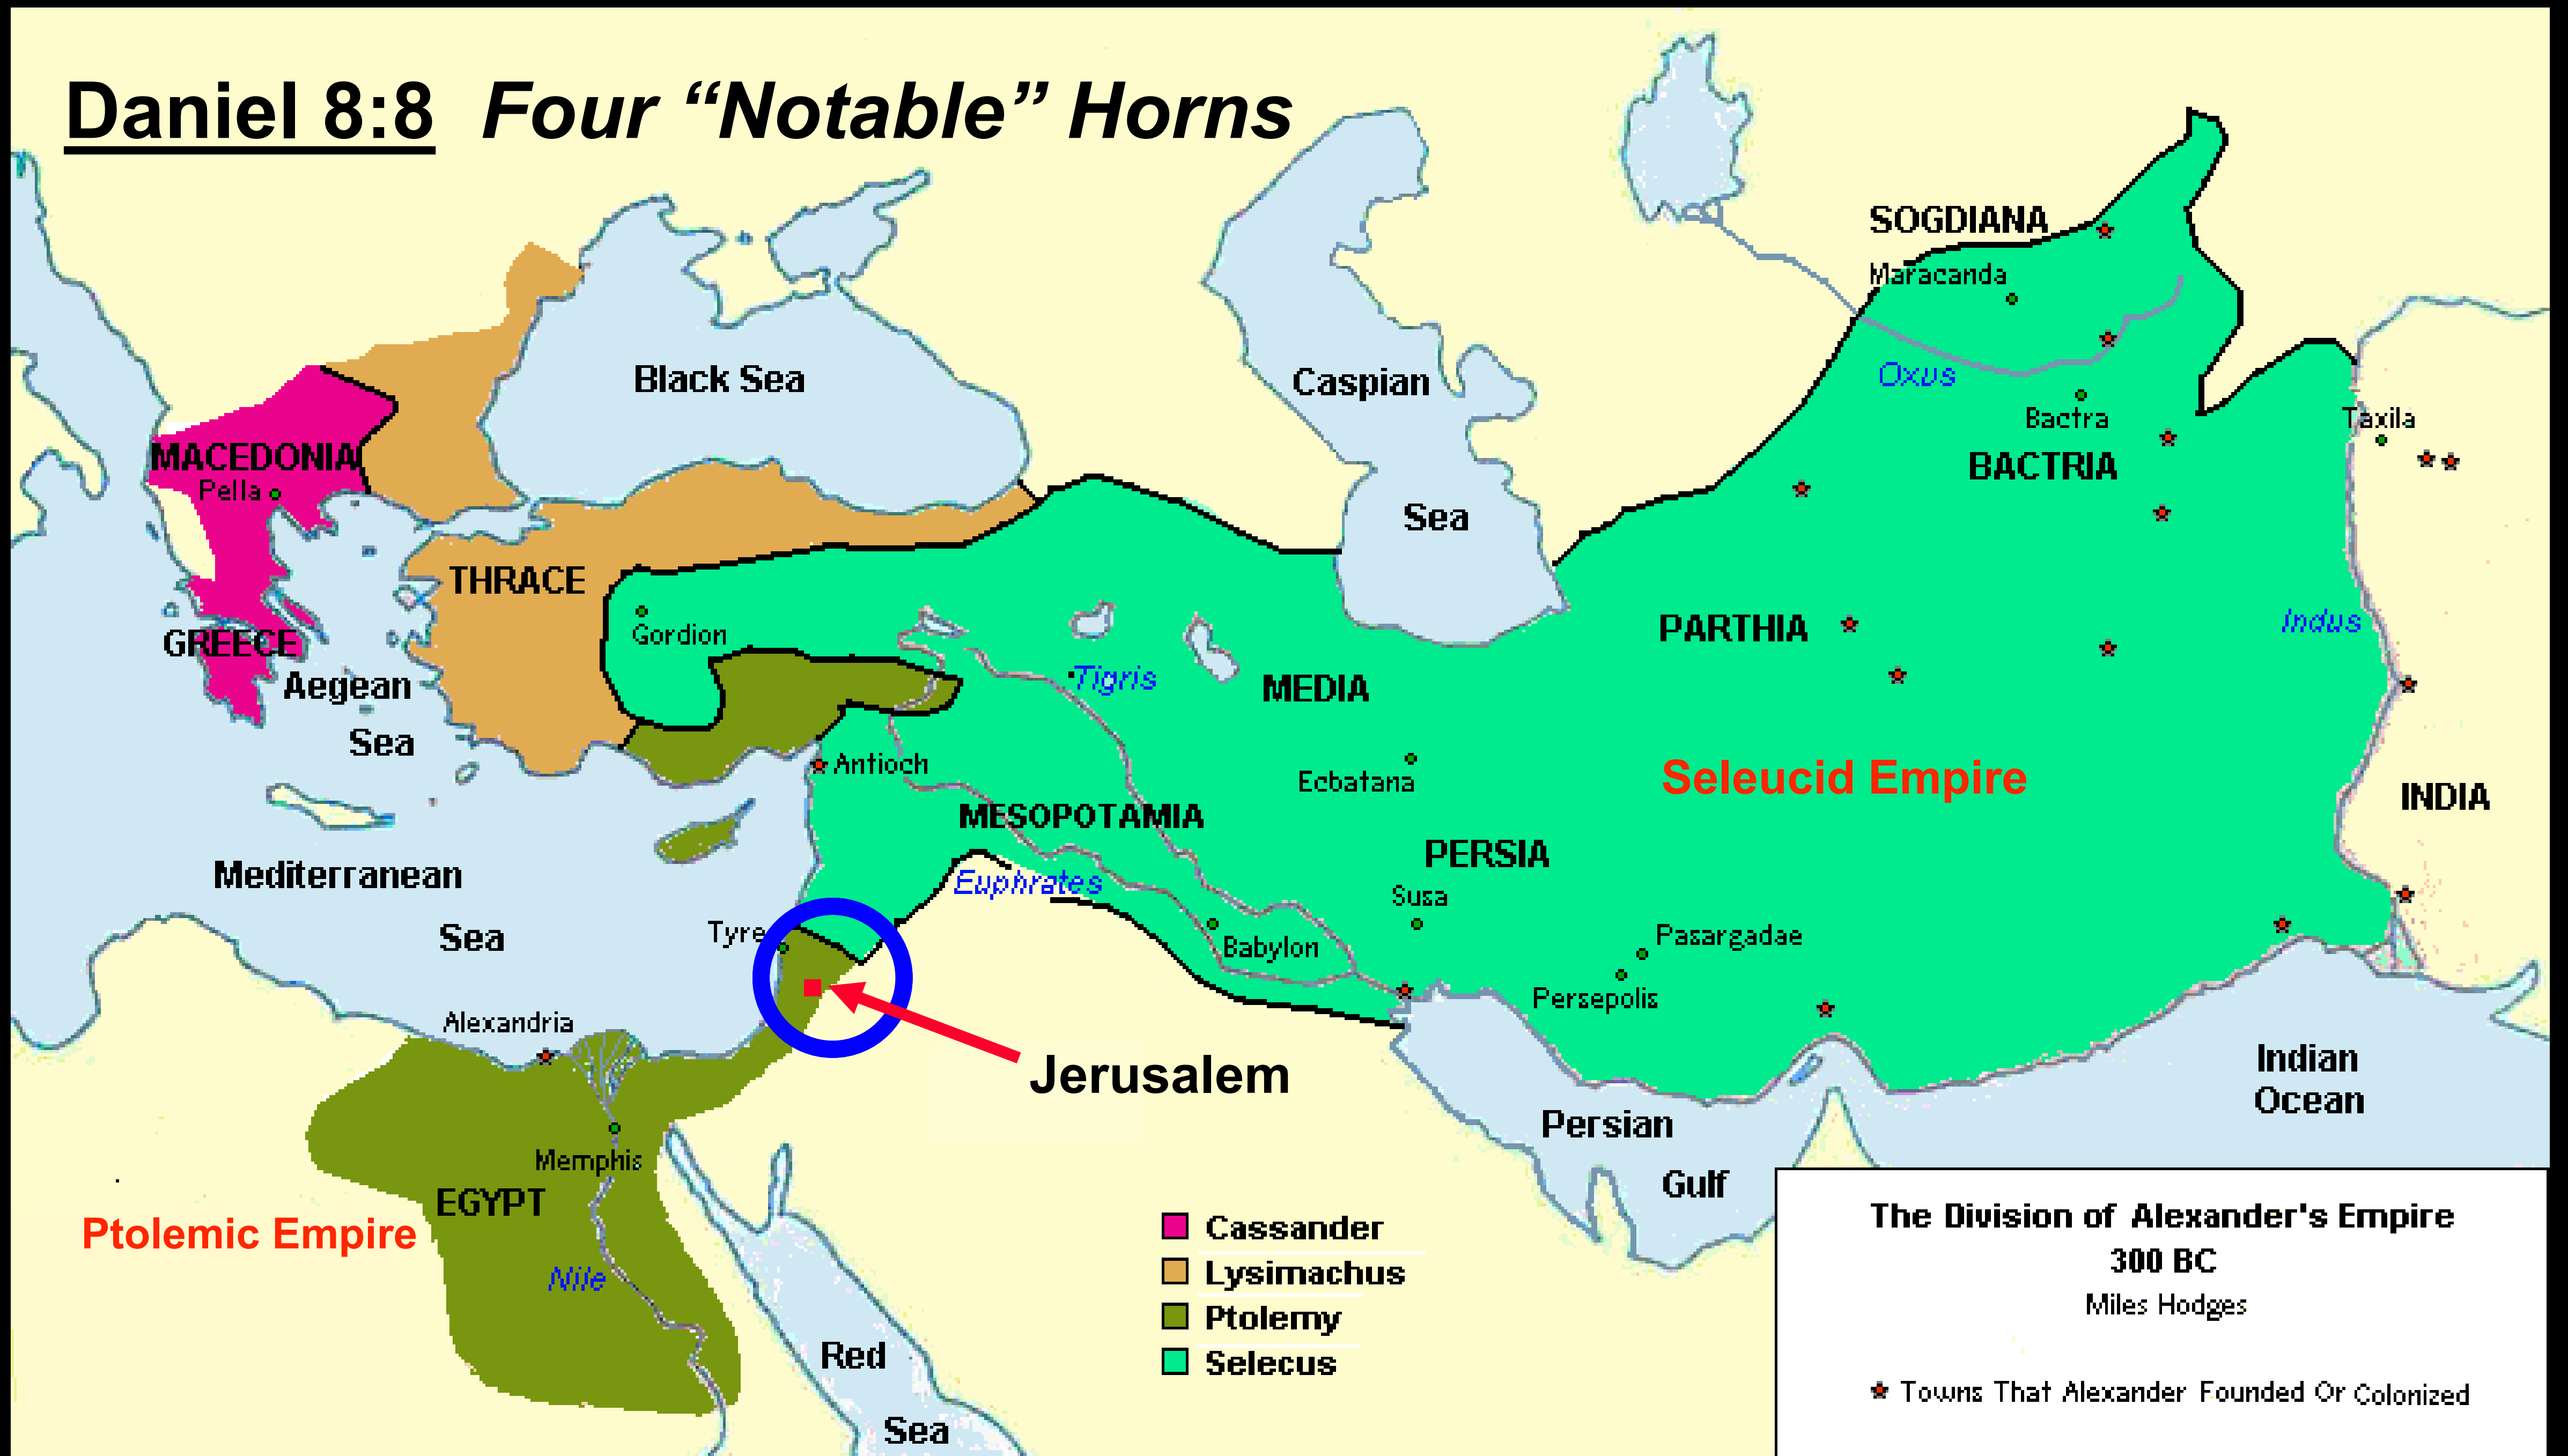 Daniel 8:8 Four “Notable” Horns
SOGDIANA
Maracanda
Black Sea
Caspian
Sea
Oxus
Bactra
Taxila
BACTRIA
MACEDONIA
Pella
THRACE
Gordion
PARTHIA
Indus
GREECE
Aegean
Sea
Tigris
MEDIA
Antioch
Ecbatana
Seleucid Empire
INDIA
MESOPOTAMIA
PERSIA
Mediterranean
Sea
Euphrates
Susa
Tyre
Babylon
Pasargadae
Persepolis
Alexandria
Jerusalem
Indian
Ocean
Persian
Gulf
Memphis
EGYPT
Ptolemic Empire
Nile
Red
Sea
Cassander
Lysimachus
Ptolemy
Selecus
The Division of Alexander's Empire
300 BC
Miles Hodges
Towns That Alexander Founded Or Colonized